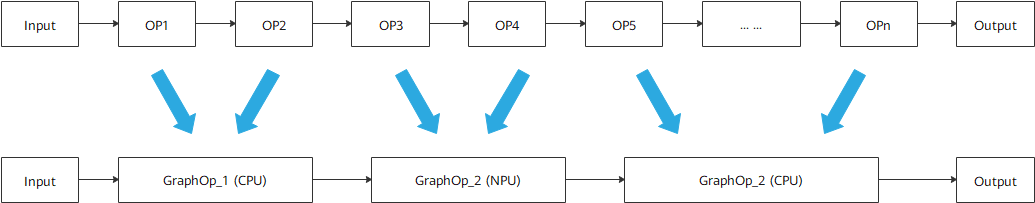 Input
OP1
OP2
OP3
OP4
OP5
... ...
OPn
Output
Input
GraphOp_1 (CPU)
GraphOp_2 (NPU)
GraphOp_2 (CPU)
Output